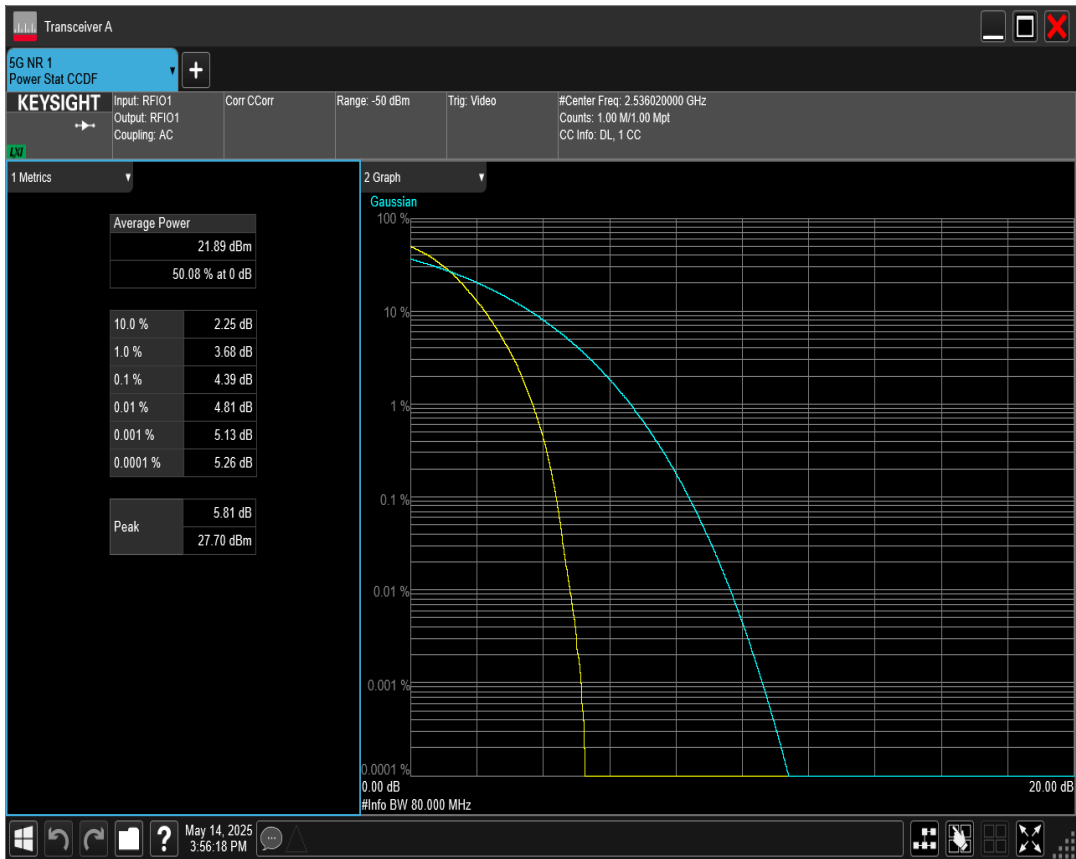 Transceiver A
5G NR 1
Power Stat CCDF
KEYSIGHT
LXI
Input: RFIO1
Output: RFIO1
Coupling: AC
Corr CCorr
Range: -50 dBm
Trig: Video
#Center Freq: 2.536020000 GHz
Counts: 1.00 M/1.00 Mpt
CC Info: DL, 1 CC
1 Metrics
Average Power
21.89 dBm
50.08 % at 0 dB
10.0 % 2.25 dB
1.0 % 3.68 dB
0.1 % 4.39 dB
0.01 % 4.81 dB
0.001 % 5.13 dB
0.0001 % 5.26 dB
Peak 5.81 dB
27.70 dBm
2 Graph
Gaussian
100 %
10 %
1 %
0.1 %
0.01 %
0.001 %
0.0001 %
0.00 dB 20.00 dB
#Info BW 80.000 MHz
May 14, 2025
3:56:18 PM